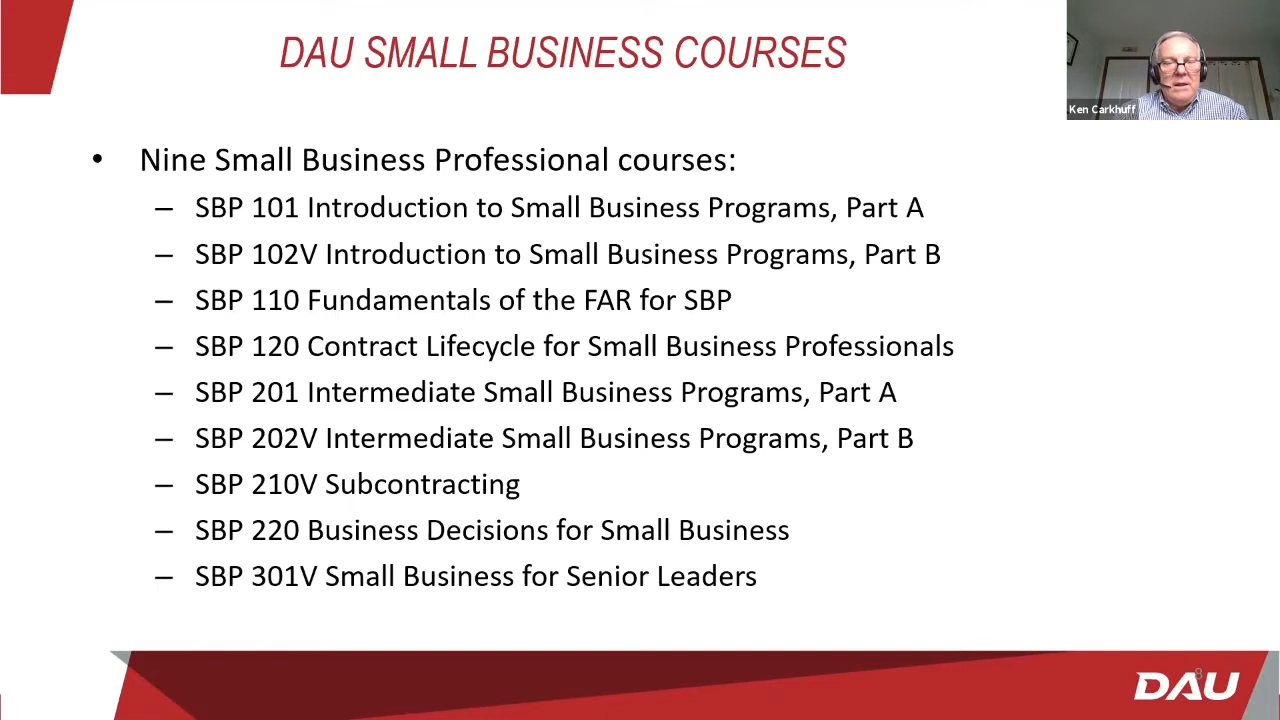 DAU SMALL BUSINESS COURSES
Ken Carkhuff
• Nine Small Business Professional courses:
– SBP 101 Introduction to Small Business Programs, Part A
– SBP 102V Introduction to Small Business Programs, Part B
– SBP 110 Fundamentals of the FAR for SBP
– SBP 120 Contract Lifecycle for Small Business Professionals
– SBP 201 Intermediate Small Business Programs, Part A
– SBP 202V Intermediate Small Business Programs, Part B
– SBP 210V Subcontracting
– SBP 220 Business Decisions for Small Business
– SBP 301V Small Business for Senior Leaders
8
DAU